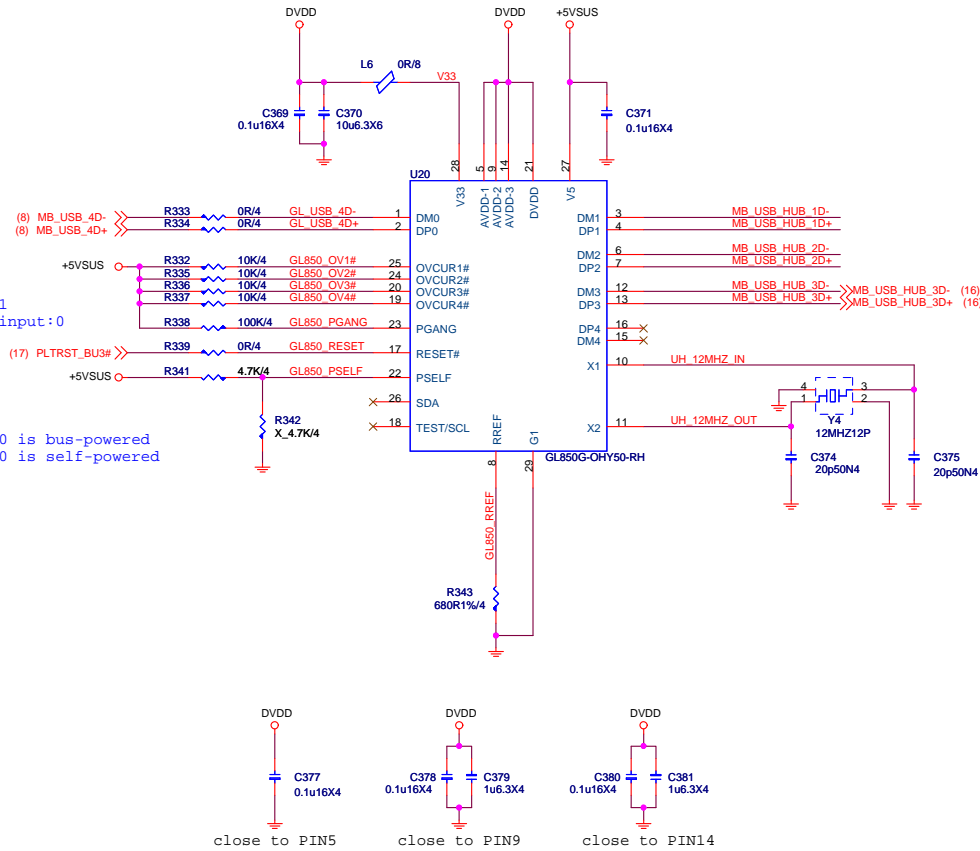 DVDD
DVDD
+5VSUS
L6 0R/8
V33
C369
0.1u16X4
C370
10u6.3X6
C371
0.1u16X4
U20
28
5
9
14
21
27
V33
AVDD-1
AVDD-2
AVDD-3
DVDD
V5
(8) MB_USB_4D- R333 0R/4 GL_USB_4D- 1 DM0
(8) MB_USB_4D+ R334 0R/4 GL_USB_4D+ 2 DP0
+5VSUS R332 10K/4 GL850_OV1# 25 OVCUR1#
R335 10K/4 GL850_OV2# 24 OVCUR2#
R336 10K/4 GL850_OV3# 20 OVCUR3#
R337 10K/4 GL850_OV4# 19 OVCUR4#
1
input:0
R338 100K/4 GL850_PGANG 23 PGANG
(17) PLTRST_BU3# R339 0R/4 GL850_RESET 17 RESET#
+5VSUS R341 4.7K/4 GL850_PSELF 22 PSELF
26 SDA
18 TEST/SCL
R342
X_4.7K/4
0 is bus-powered
0 is self-powered
DM1 3 MB_USB_HUB_1D-
DP1 4 MB_USB_HUB_1D+
DM2 6 MB_USB_HUB_2D-
DP2 7 MB_USB_HUB_2D+
DM3 12 MB_USB_HUB_3D- MB_USB_HUB_3D- (16)
DP3 13 MB_USB_HUB_3D+ MB_USB_HUB_3D+ (16
DP4 16
DM4 15
X1 10 UH_12MHZ_IN
X2 11 UH_12MHZ_OUT
4 3
1 2
Y4
12MHZ12P
C374
20p50N4
C375
20p50N4
RREF
G1
8
29
GL850G-OHY50-RH
GL850_RREF
R343
680R1%/4
DVDD
C377
0.1u16X4
close to PIN5
DVDD
C378
0.1u16X4
C379
1u6.3X4
close to PIN9
DVDD
C380
0.1u16X4
C381
1u6.3X4
close to PIN14